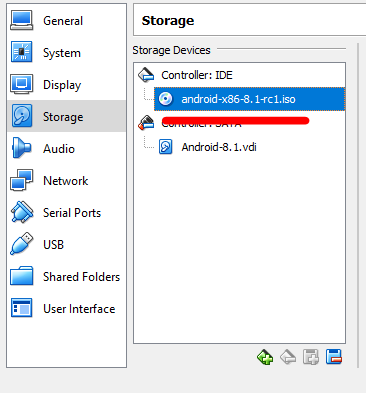 General
System
Display
Storage
Audio
Network
Serial Ports
USB
Shared Folders
User Interface
Storage
Storage Devices
Controller: IDE
android-x86-8.1-rc1.iso
Controller: SATA
Android-8.1.vdi